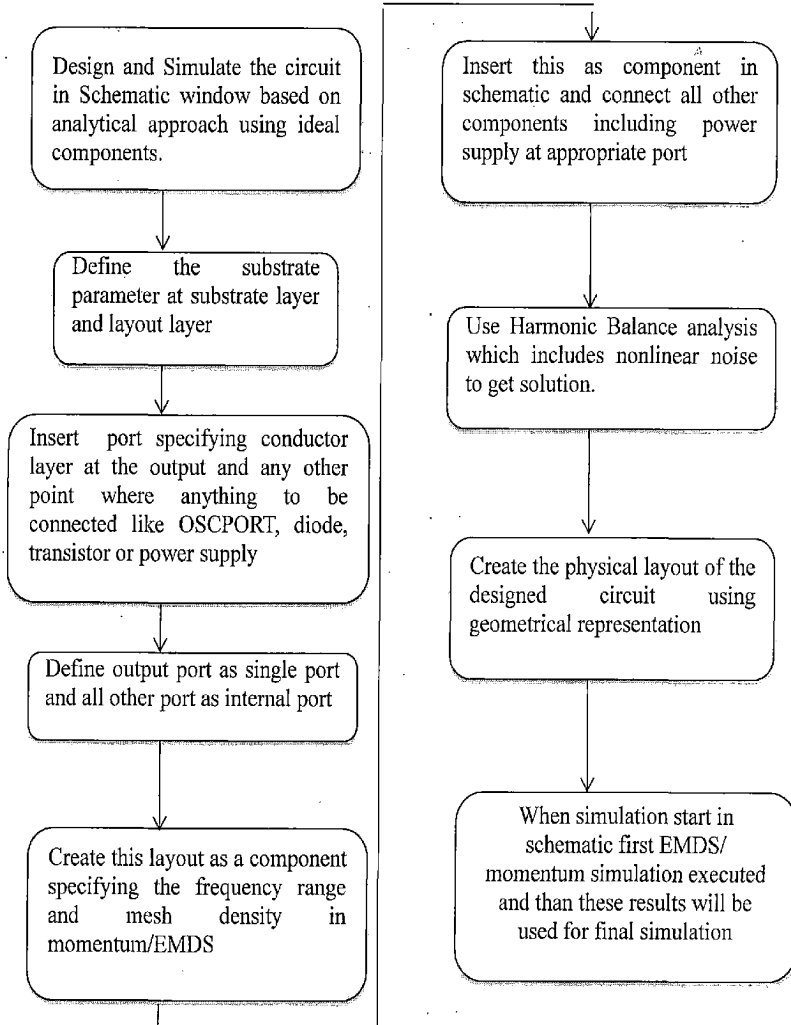 Design and Simulate the circuit
in Schematic window based on
analytical approach using ideal
components.
Define the substrate
parameter at substrate layer
and layout layer
Insert port specifying conductor
layer at the output and any other
point where anything to be
connected like OSCPORT, diode,
transistor or power supply
Define output port as single port
and all other port as internal port
Create this layout as a component
specifying the frequency range
and mesh density in
momentum/EMDS
Insert this as component in
schematic and connect all other
components including power
supply at appropriate port
Use Harmonic Balance analysis
which includes nonlinear noise
to get solution.
Create the physical layout of the
designed circuit using
geometrical representation
When simulation start in
schematic first EMDS/
momentum simulation executed
and than these results will be
used for final simulation